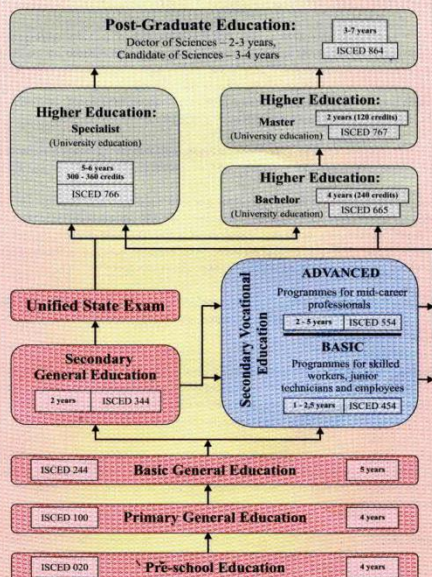 Post-Graduate Education:
Doctor of Sciences – 2-3 years,
Candidate of Sciences – 3-4 years
3-7 years
ISCED 864
Higher Education:
Specialist
(University education)
5-6 years
300 - 360 credits
ISCED 766
Higher Education:
Master
(University education)
2 years (120 credits)
ISCED 767
Higher Education:
Bachelor
(University education)
4 years (240 credits)
ISCED 665
Unified State Exam
Secondary
General Education
2 years
ISCED 344
Secondary Vocational
Education
ADVANCED
Programmes for mid-career
professionals
2 - 5 years
ISCED 554
BASIC
Programmes for skilled
workers, junior
technicians and employees
1 - 2,5 years
ISCED 454
ISCED 244
Basic General Education
5 years
ISCED 100
Primary General Education
4 years
ISCED 020
Pre-school Education
4 years